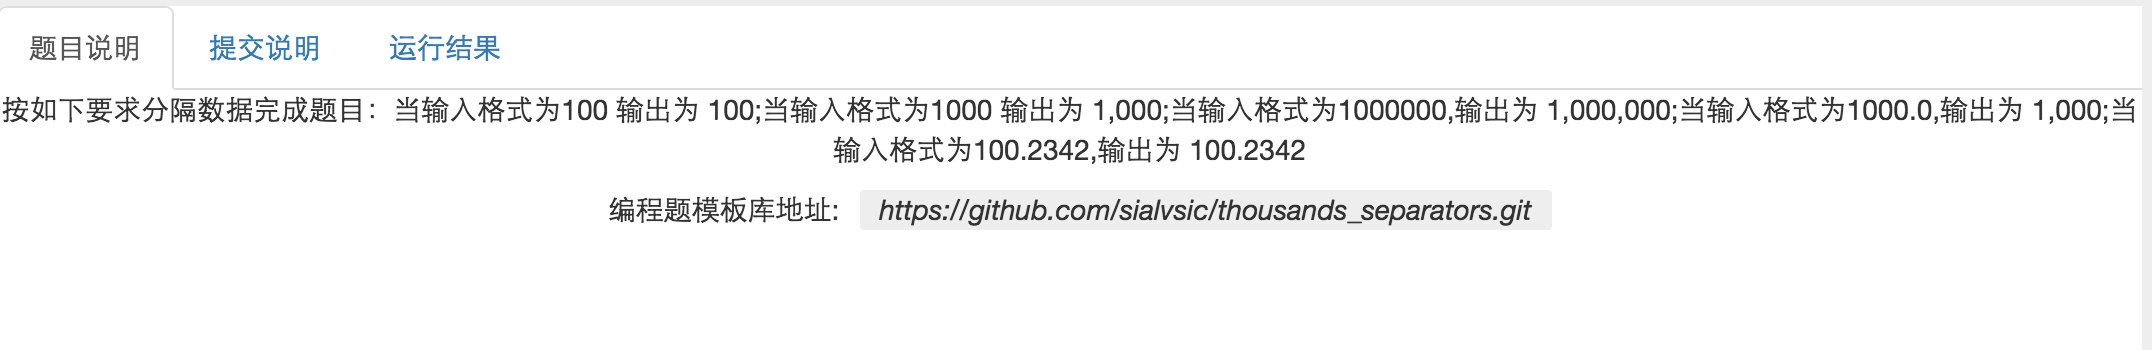 题目说明 提交说明 运行结果
按如下要求分隔数据完成题目：当输入格式为100 输出为 100;当输入格式为1000 输出为 1,000;当输入格式为1000000,输出为 1,000,000;当输入格式为1000.0,输出为 1,000;当
输入格式为100.2342,输出为 100.2342
编程题模板库地址: https://github.com/sialvsic/thousands_separators.git